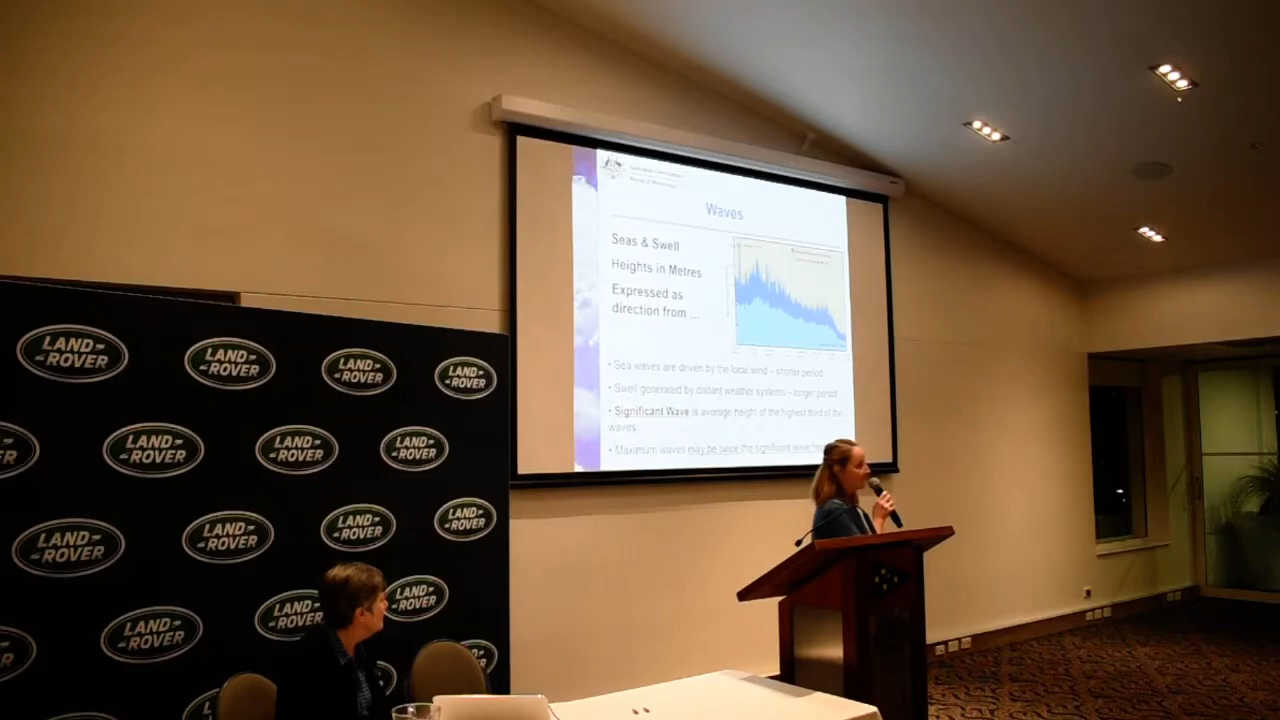 Waves
Seas & Swell
Heights in Metres
Expressed as
direction from ...
• Sea waves are driven by the local wind – shorter period
• Swell generated by distant weather systems – longer period
• Significant Wave is average height of the highest third of the
waves
• Maximum waves may be twice the significant wave
LAND
ROVER
LAND
ROVER
LAND
ROVER
LAND
ROVER
LAND
ROVER
LAND
ROVER
LAND
ROVER
LAND
ROVER
LAND
ROVER
LAND
ROVER
LAND
ROVER
LAND
ROVER
LAND
ROVER
LAND
ROVER